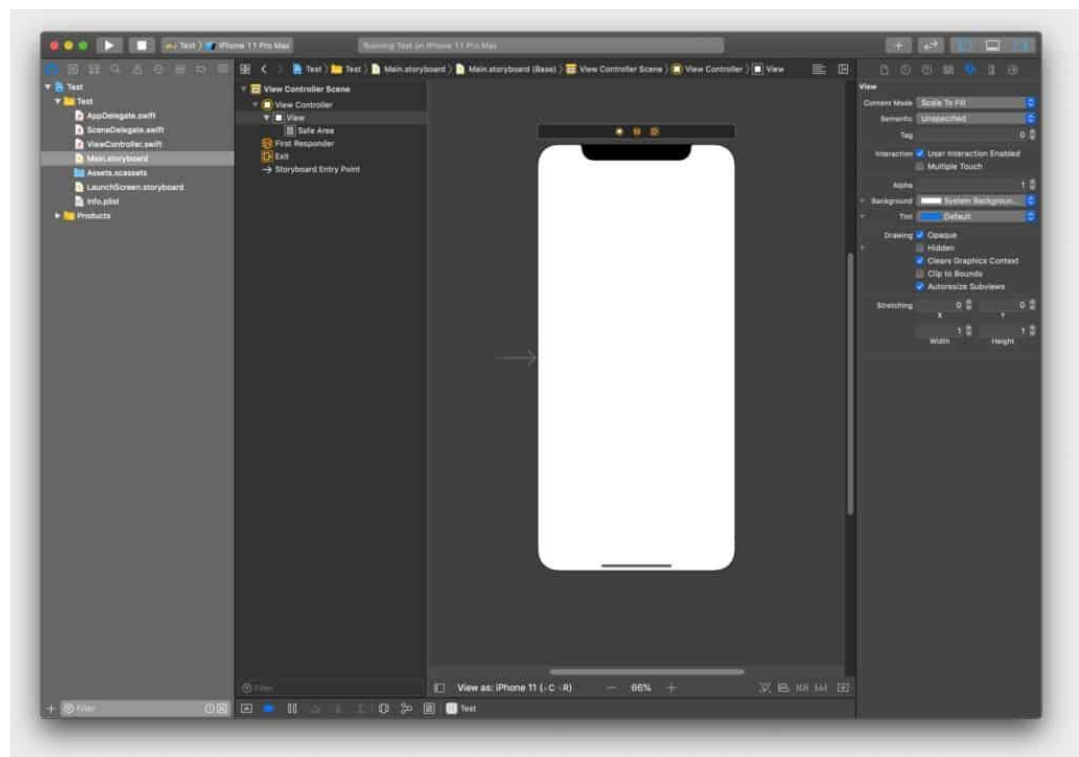 Test
iPhone 11 Pro Max
Running Test on iPhone 11 Pro Max
Test
Test
Main.storyboard
Main.storyboard (Base)
View Controller Scene
View Controller
View
Test
Test
AppDelegate.swift
SceneDelegate.swift
ViewController.swift
Main.storyboard
Assets.xcassets
LaunchScreen.storyboard
Info.plist
Products
Filter
View Controller Scene
View Controller
View
Safe Area
First Responder
Exit
Storyboard Entry Point
Filter
View as: iPhone 11
66%
Test
View
Content Mode Scale To Fill
Semantic Unspecified
Tag 0
Interaction User Interaction Enabled
Multiple Touch
Alpha 1
Background System Backgroun...
Tint Default
Drawing Opaque
Hidden
Clears Graphics Context
Clip to Bounds
Autoresize Subviews
Stretching 0 0
X Y
1 1
Width Height